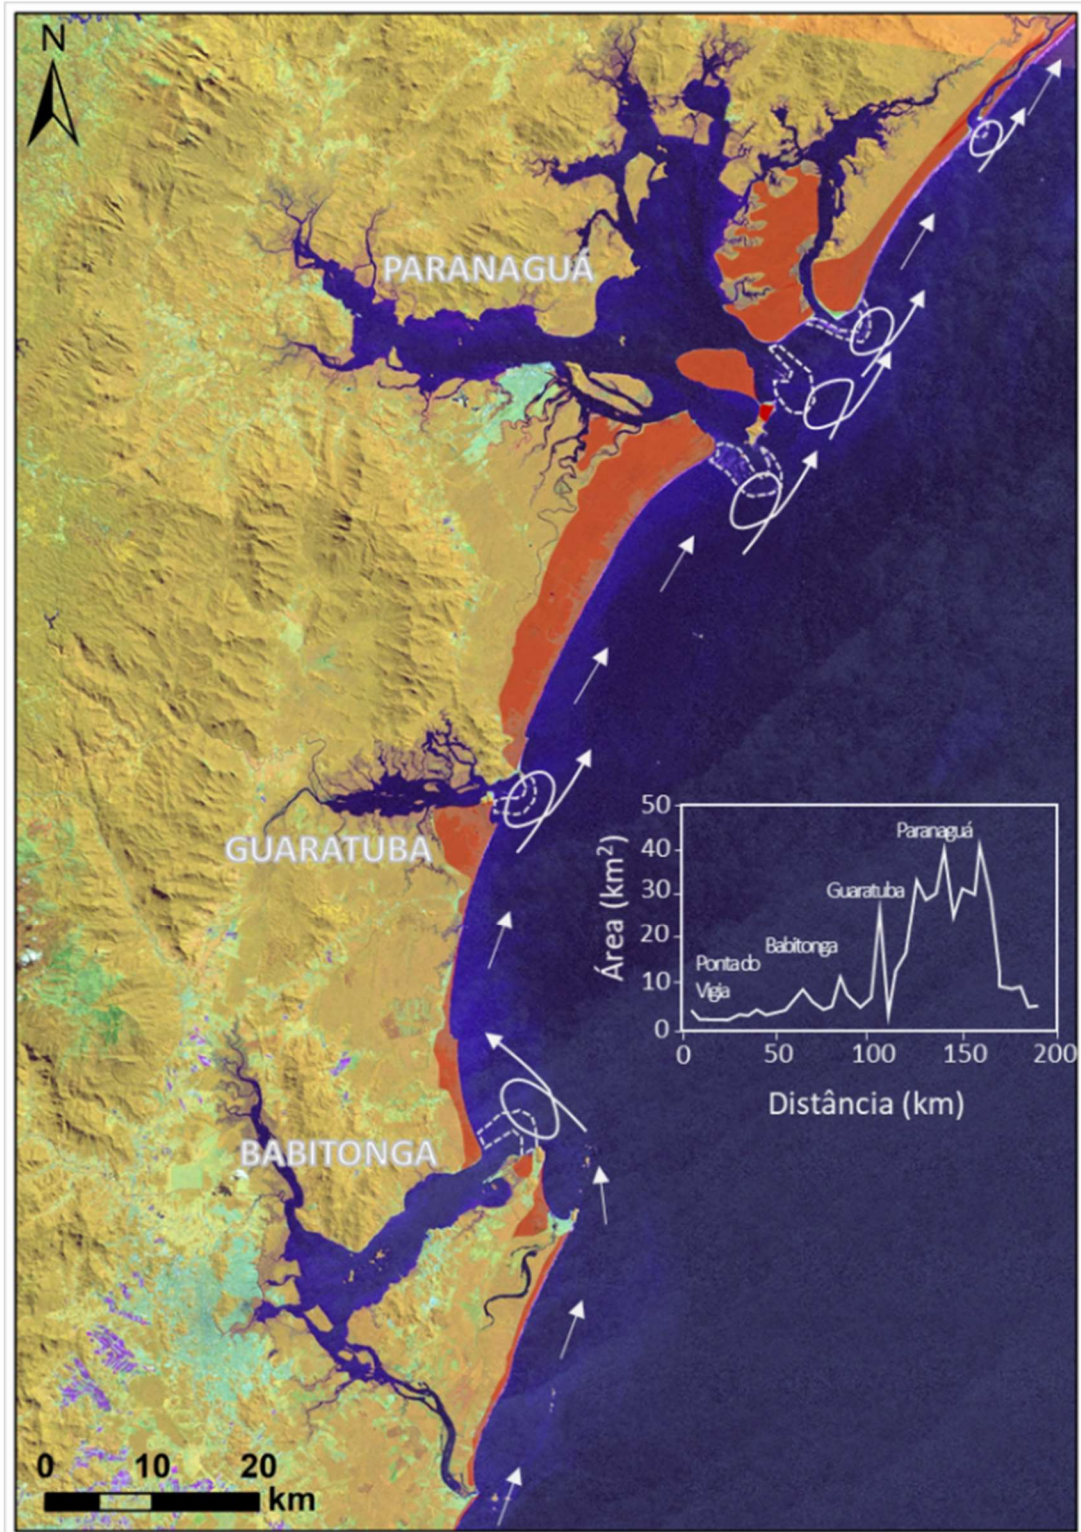 N
PARANAGUÁ
GUARATUBA
BABITONGA
50
40
30
20
10
0
Área (km²)
Paranaguá
Guaratuba
Babitonga
Ponta do
Vigia
0 50 100 150 200
Distância (km)
0 10 20
km